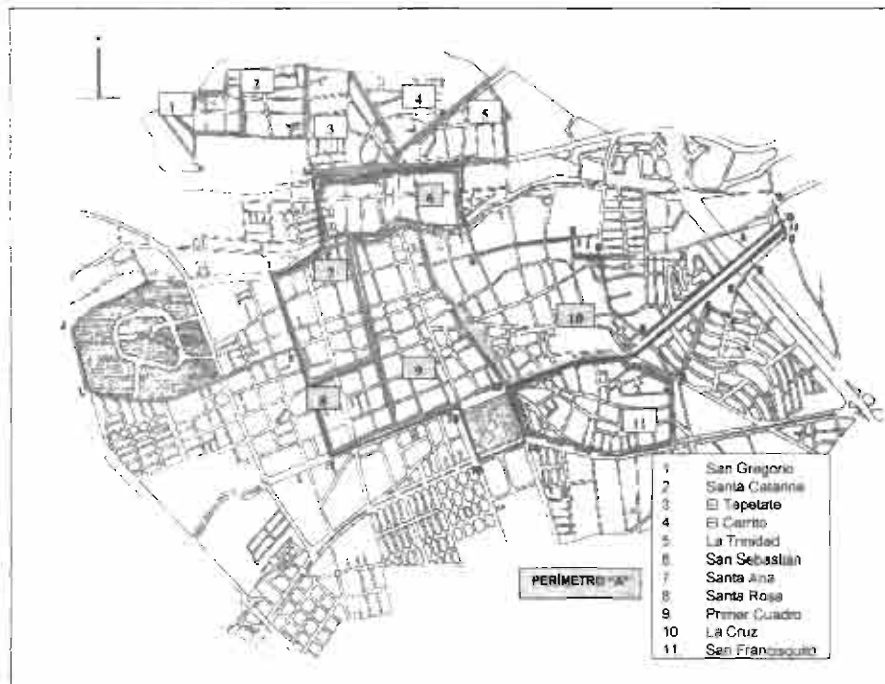 2
1
4
5
3
6
7
10
9
8
11
1 San Gregorio
2 Santa Catarina
3 El Tepetate
4 El Cerrito
5 La Trinidad
6 San Sebastián
7 Santa Ana
8 Santa Rosa
9 Primer Cuadro
10 La Cruz
11 San Francisquito
PERÍMETRO "A"